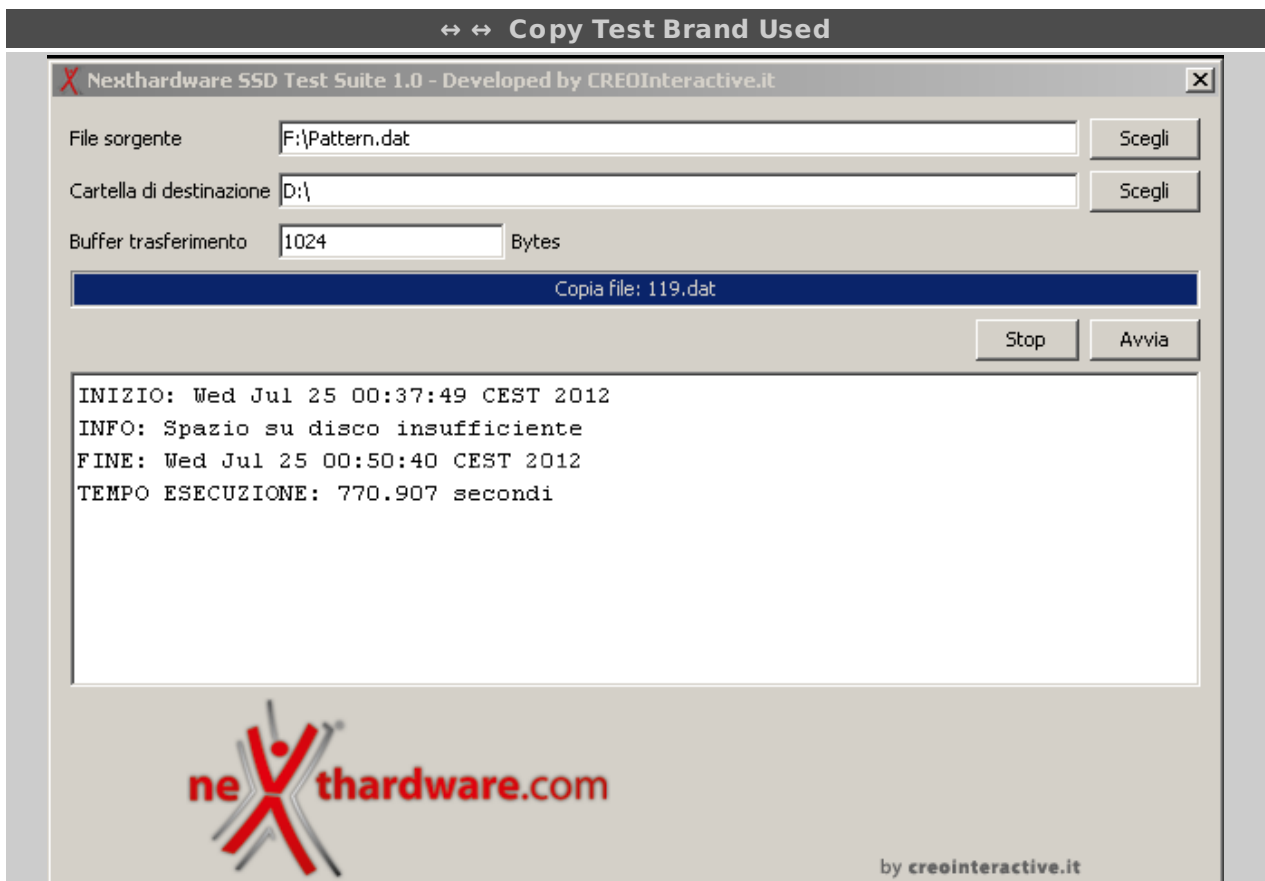 ↔ ↔ Copy Test Brand Used
Nexthardware SSD Test Suite 1.0 - Developed by CREOInteractive.it
File sorgente F:\Pattern.dat Scegli
Cartella di destinazione D:\ Scegli
Buffer trasferimento 1024 Bytes
Copia file: 119.dat
Stop Avvia
INIZIO: Wed Jul 25 00:37:49 CEST 2012
INFO: Spazio su disco insufficiente
FINE: Wed Jul 25 00:50:40 CEST 2012
TEMPO ESECUZIONE: 770.907 secondi
nexthardware.com
by creointeractive.it